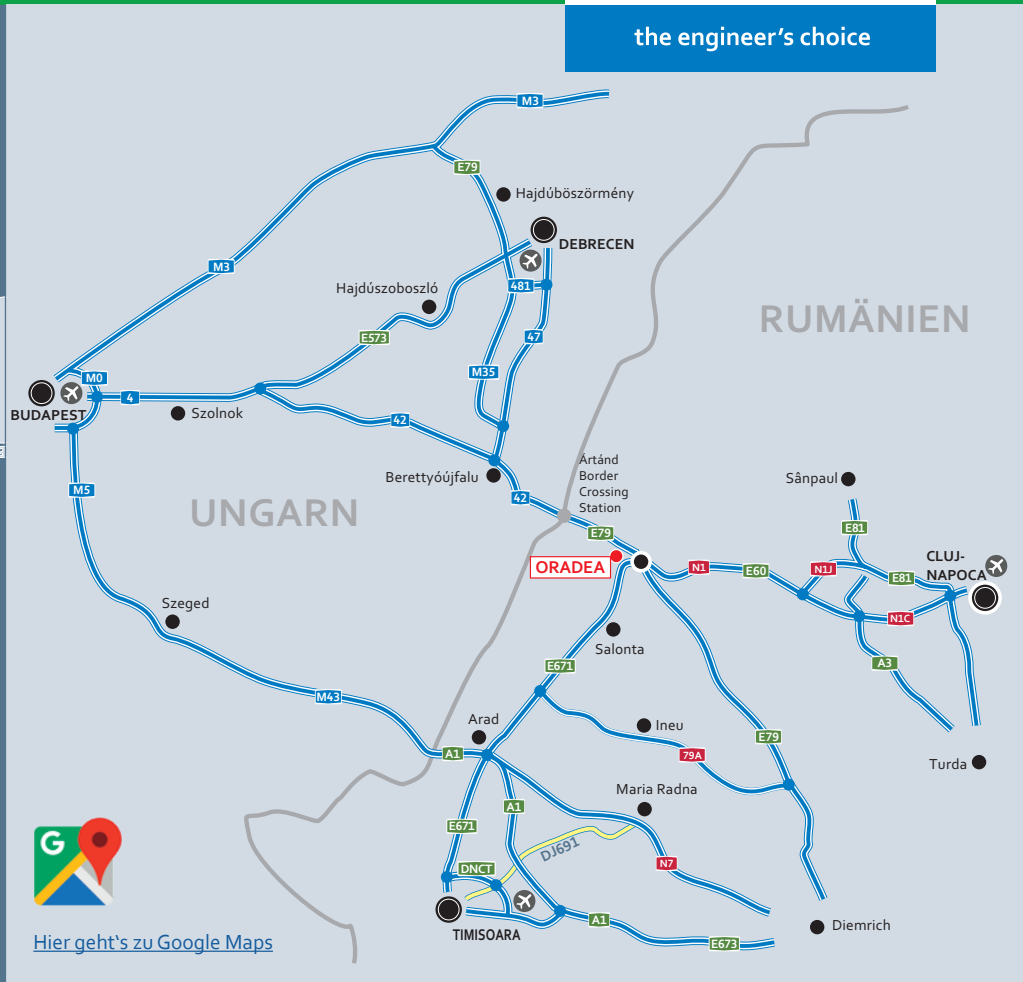 the engineer's choice
M3
E79
Hajdúböszörmény
DEBRECEN
M3
481
Hajdúszoboszló
RUMÄNIEN
E573
47
M35
M0
4
BUDAPEST
Szolnok
42
Ártánd
Border
Crossing
Station
Berettyóújfalu
Sânpaul
M5
42
UNGARN
E79
E81
CLUJ-
NAPOCA
ORADEA
N1
E60
N1J
E81
Szeged
N1C
Salonta
E671
A3
M43
Arad
Ineu
E79
A1
79A
Turda
Maria Radna
A1
E671
G
DJ691
DNCT
N7
A1
Diemrich
TIMISOARA
E673
Hier geht's zu Google Maps